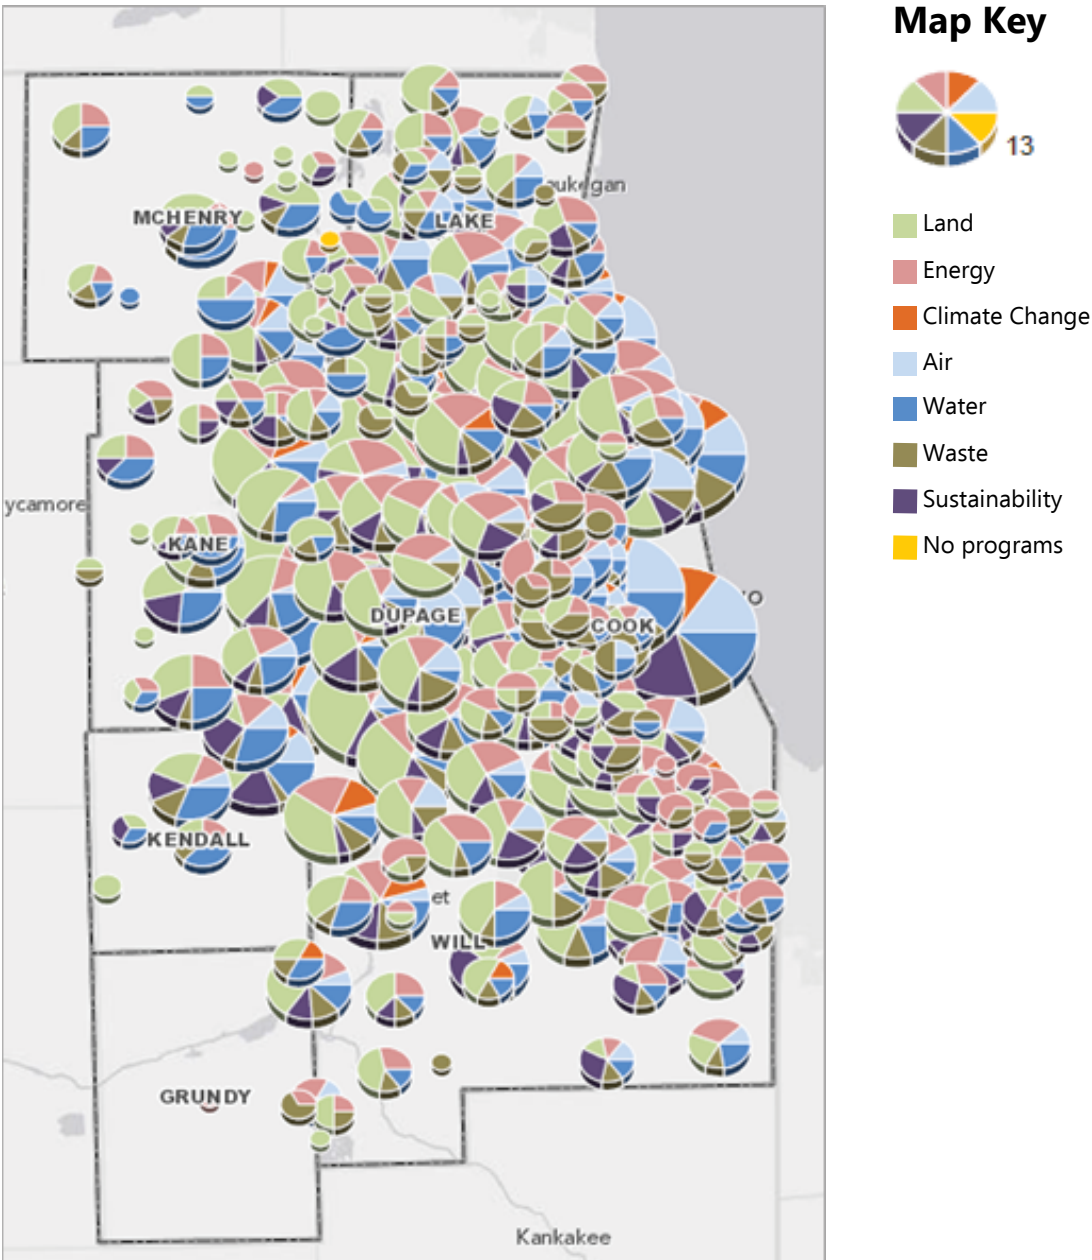 Map Key
13
Land
Energy
Climate Change
Air
Water
Waste
Sustainability
No programs
MCHENRY
LAKE
ycamore
KANE
DUPAGE
COOK
KENDALL
et
WILL
GRUNDY
Kankakee